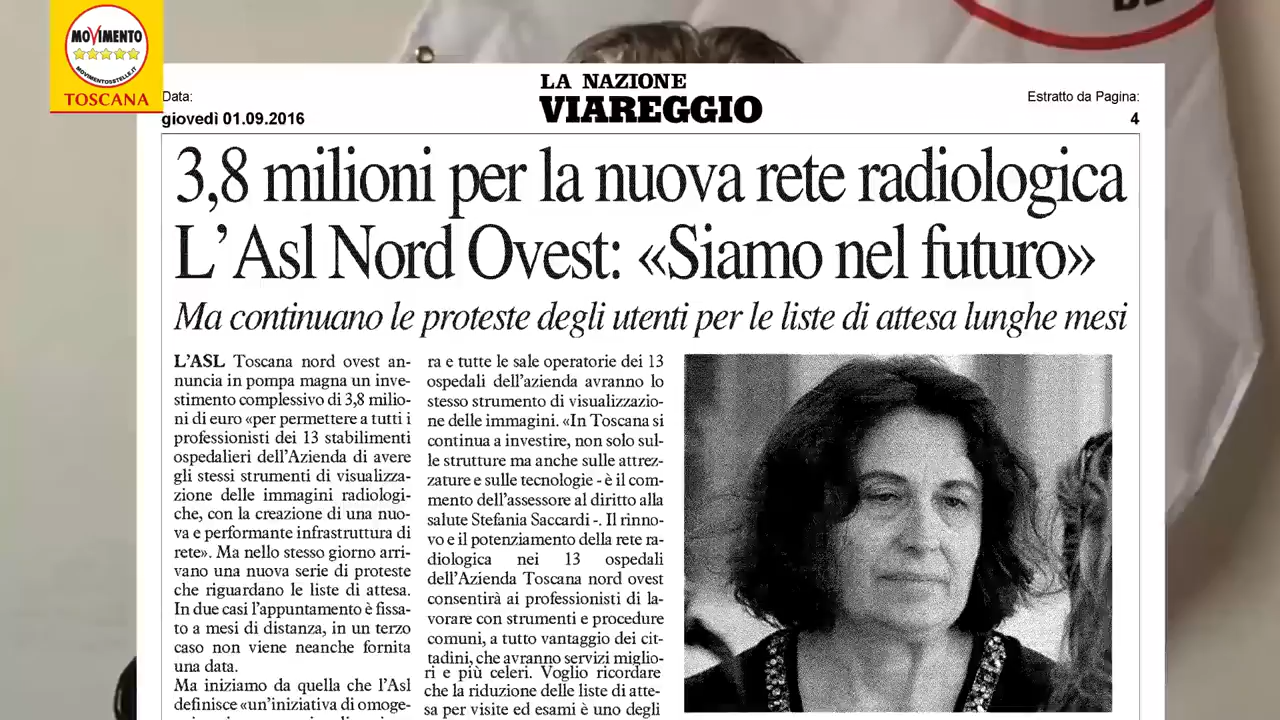 MOVIMENTO
MOVIMENTO5STELLE.IT
TOSCANA
Data:
giovedì 01.09.2016
LA NAZIONE
VIAREGGIO
Estratto da Pagina:
4
3,8 milioni per la nuova rete radiologica
L'Asl Nord Ovest: «Siamo nel futuro»
Ma continuano le proteste degli utenti per le liste di attesa lunghe mesi
L'ASL Toscana nord ovest an-
nuncia in pompa magna un inve-
stimento complessivo di 3,8 milio-
ni di euro «per permettere a tutti i
professionisti dei 13 stabilimenti
ospedalieri dell'Azienda di avere
gli stessi strumenti di visualizza-
zione delle immagini radiologi-
che, con la creazione di una nuo-
va e performante infrastruttura di
rete». Ma nello stesso giorno arri-
vano una nuova serie di proteste
che riguardano le liste di attesa.
In due casi l'appuntamento è fissa-
to a mesi di distanza, in un terzo
caso non viene neanche fornita
una data.
Ma iniziamo da quella che l'Asl
definisce «un'iniziativa di omoge-
ra e tutte le sale operatorie dei 13
ospedali dell'azienda avranno lo
stesso strumento di visualizzazio-
ne delle immagini. «In Toscana si
continua a investire, non solo sul-
le strutture ma anche sulle attrez-
zature e sulle tecnologie - è il com-
mento dell'assessore al diritto alla
salute Stefania Saccardi -. Il rinno-
vo e il potenziamento della rete ra-
diologica nei 13 ospedali
dell'Azienda Toscana nord ovest
consentirà ai professionisti di la-
vorare con strumenti e procedure
comuni, a tutto vantaggio dei cit-
tadini, che avranno servizi miglio-
ri e più celeri. Voglio ricordare
che la riduzione delle liste di atte-
sa per visite ed esami è uno degli